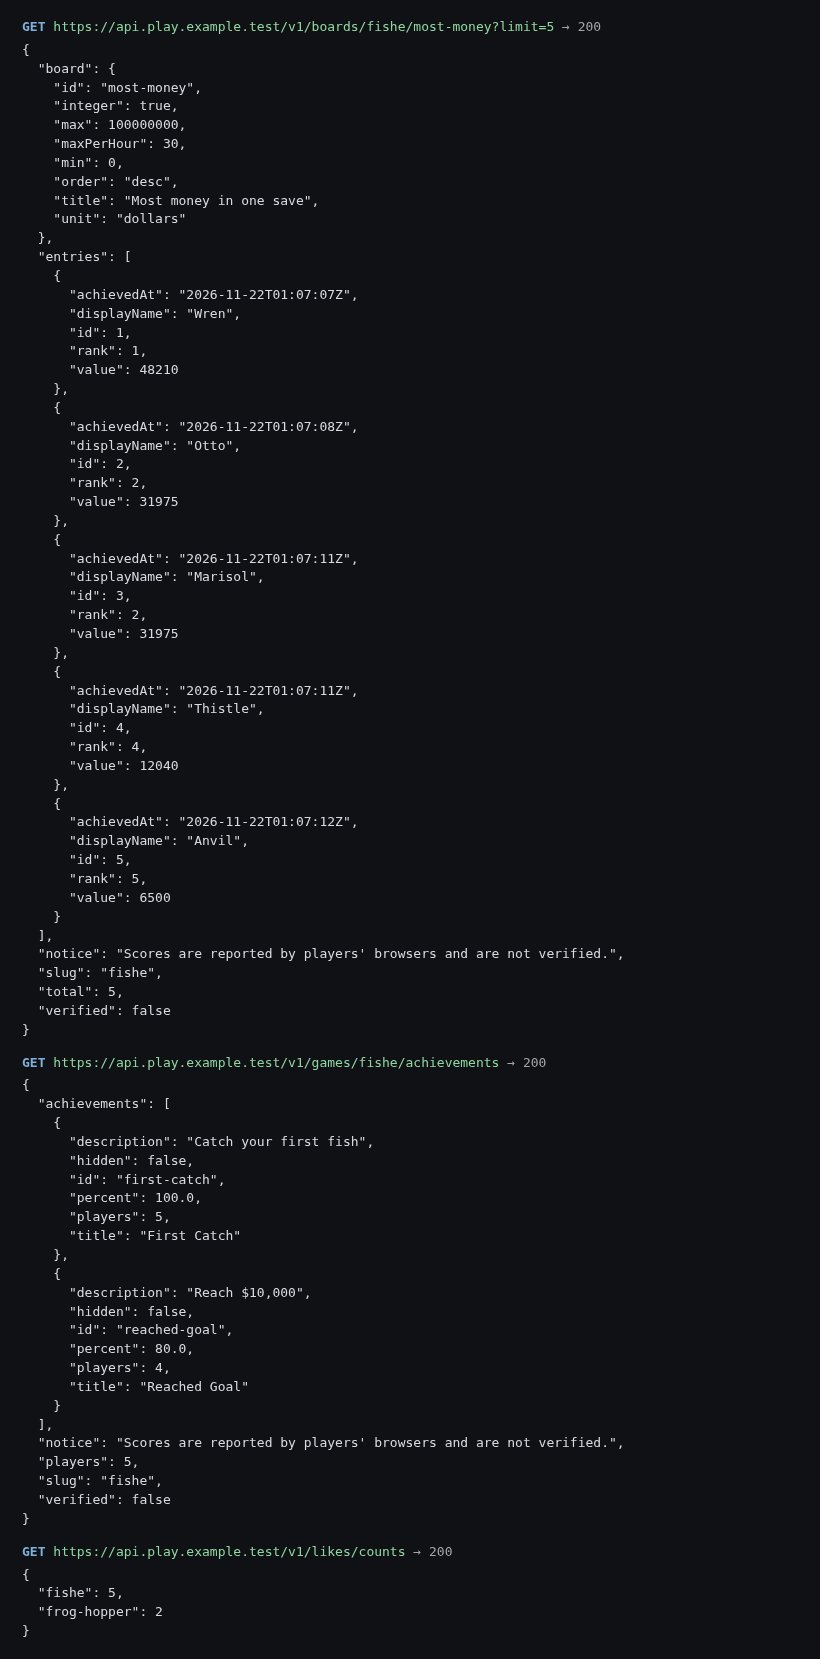 GET https://api.play.example.test/v1/boards/fishe/most-money?limit=5 → 200
{
  "board": {
    "id": "most-money",
    "integer": true,
    "max": 100000000,
    "maxPerHour": 30,
    "min": 0,
    "order": "desc",
    "title": "Most money in one save",
    "unit": "dollars"
  },
  "entries": [
    {
      "achievedAt": "2026-11-22T01:07:07Z",
      "displayName": "Wren",
      "id": 1,
      "rank": 1,
      "value": 48210
    },
    {
      "achievedAt": "2026-11-22T01:07:08Z",
      "displayName": "Otto",
      "id": 2,
      "rank": 2,
      "value": 31975
    },
    {
      "achievedAt": "2026-11-22T01:07:11Z",
      "displayName": "Marisol",
      "id": 3,
      "rank": 2,
      "value": 31975
    },
    {
      "achievedAt": "2026-11-22T01:07:11Z",
      "displayName": "Thistle",
      "id": 4,
      "rank": 4,
      "value": 12040
    },
    {
      "achievedAt": "2026-11-22T01:07:12Z",
      "displayName": "Anvil",
      "id": 5,
      "rank": 5,
      "value": 6500
    }
  ],
  "notice": "Scores are reported by players' browsers and are not verified.",
  "slug": "fishe",
  "total": 5,
  "verified": false
}
GET https://api.play.example.test/v1/games/fishe/achievements → 200
{
  "achievements": [
    {
      "description": "Catch your first fish",
      "hidden": false,
      "id": "first-catch",
      "percent": 100.0,
      "players": 5,
      "title": "First Catch"
    },
    {
      "description": "Reach $10,000",
      "hidden": false,
      "id": "reached-goal",
      "percent": 80.0,
      "players": 4,
      "title": "Reached Goal"
    }
  ],
  "notice": "Scores are reported by players' browsers and are not verified.",
  "players": 5,
  "slug": "fishe",
  "verified": false
}
GET https://api.play.example.test/v1/likes/counts → 200
{
  "fishe": 5,
  "frog-hopper": 2
}